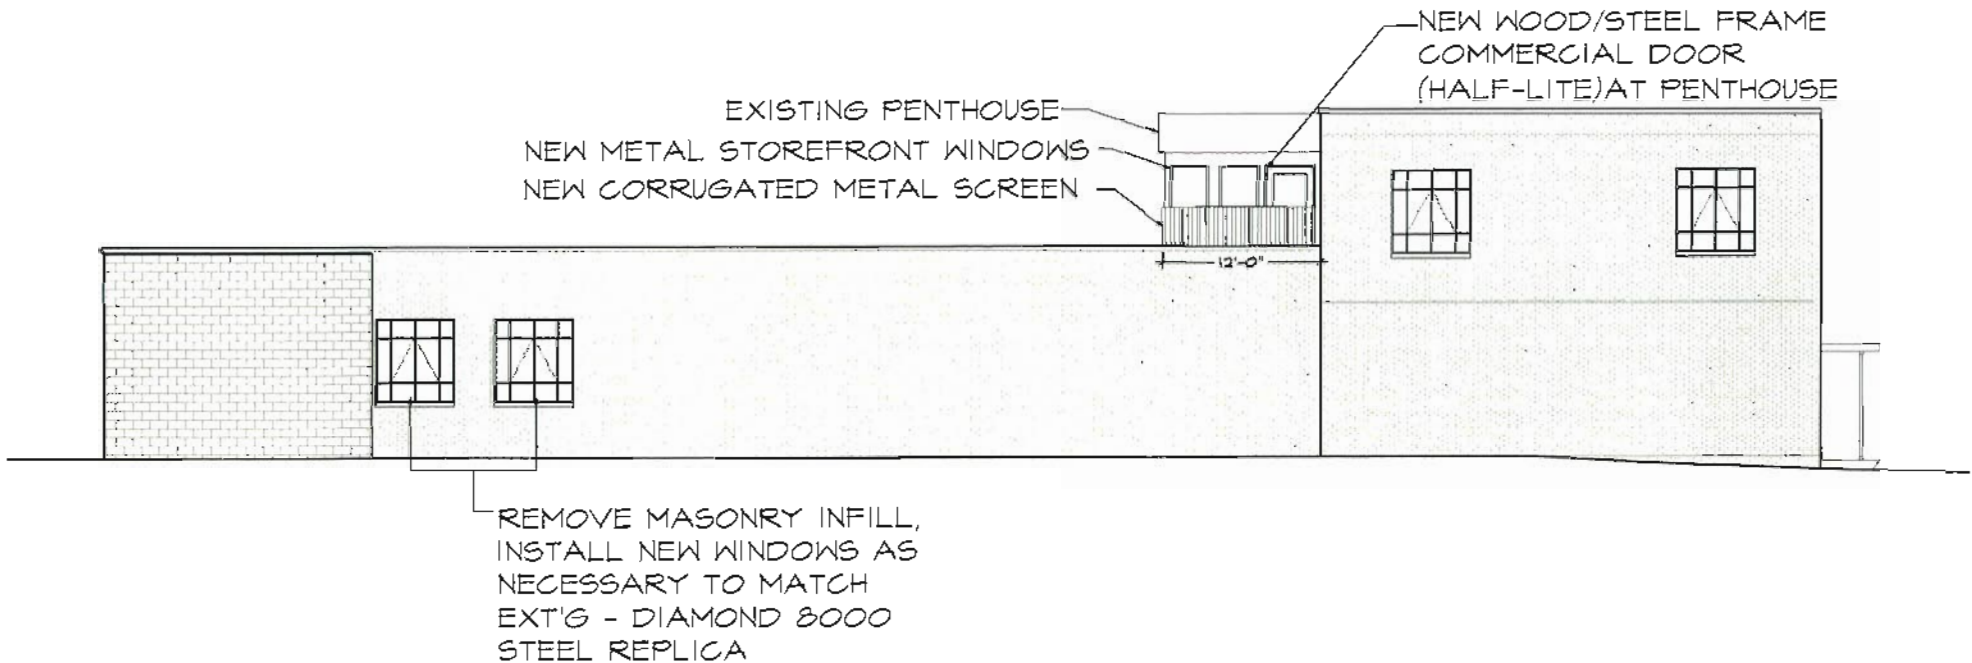 NEW WOOD/STEEL FRAME
COMMERCIAL DOOR
(HALF-LITE)AT PENTHOUSE
EXISTING PENTHOUSE
NEW METAL STOREFRONT WINDOWS
NEW CORRUGATED METAL SCREEN
12'-0"
REMOVE MASONRY INFILL,
INSTALL NEW WINDOWS AS
NECESSARY TO MATCH
EXT'G - DIAMOND 8000
STEEL REPLICA